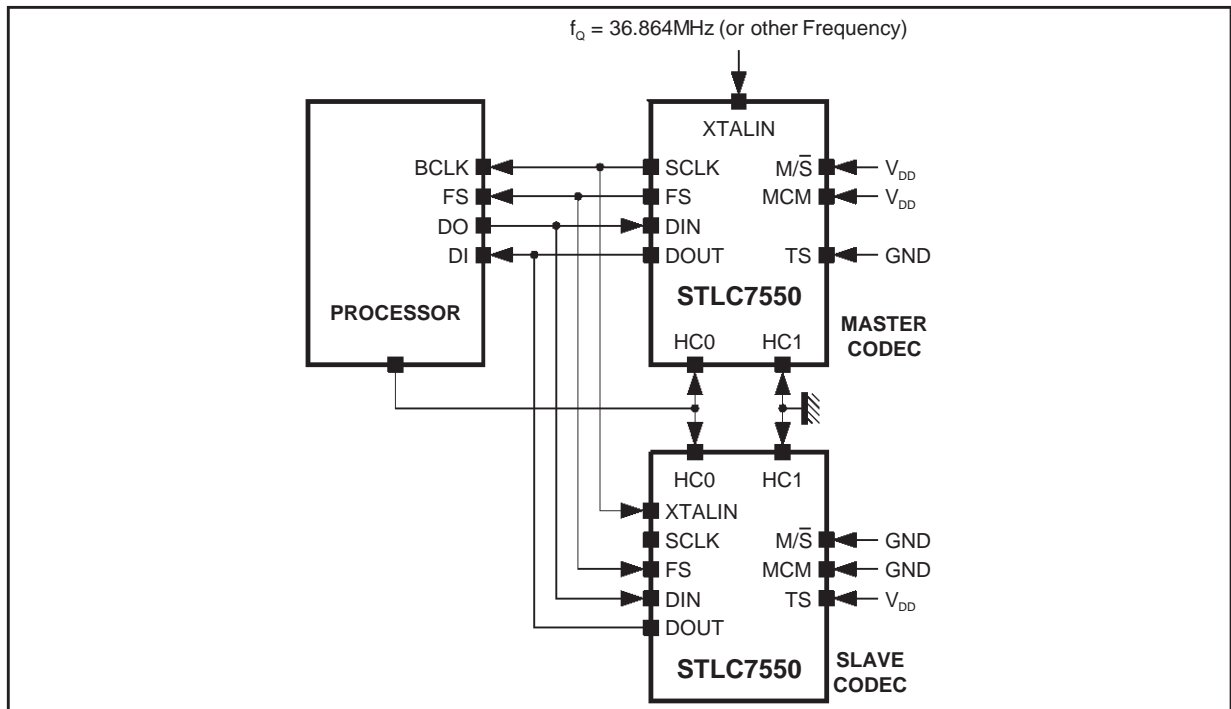 f_Q = 36.864MHz (or other Frequency)
XTALIN
BCLK
FS
DO
DI
PROCESSOR
SCLK
FS
DIN
DOUT
M/S̅
MCM
TS
V_DD
V_DD
GND
STLC7550
MASTER
CODEC
HC0
HC1
HC0
HC1
XTALIN
SCLK
FS
DIN
DOUT
M/S̅
MCM
TS
GND
GND
V_DD
STLC7550
SLAVE
CODEC